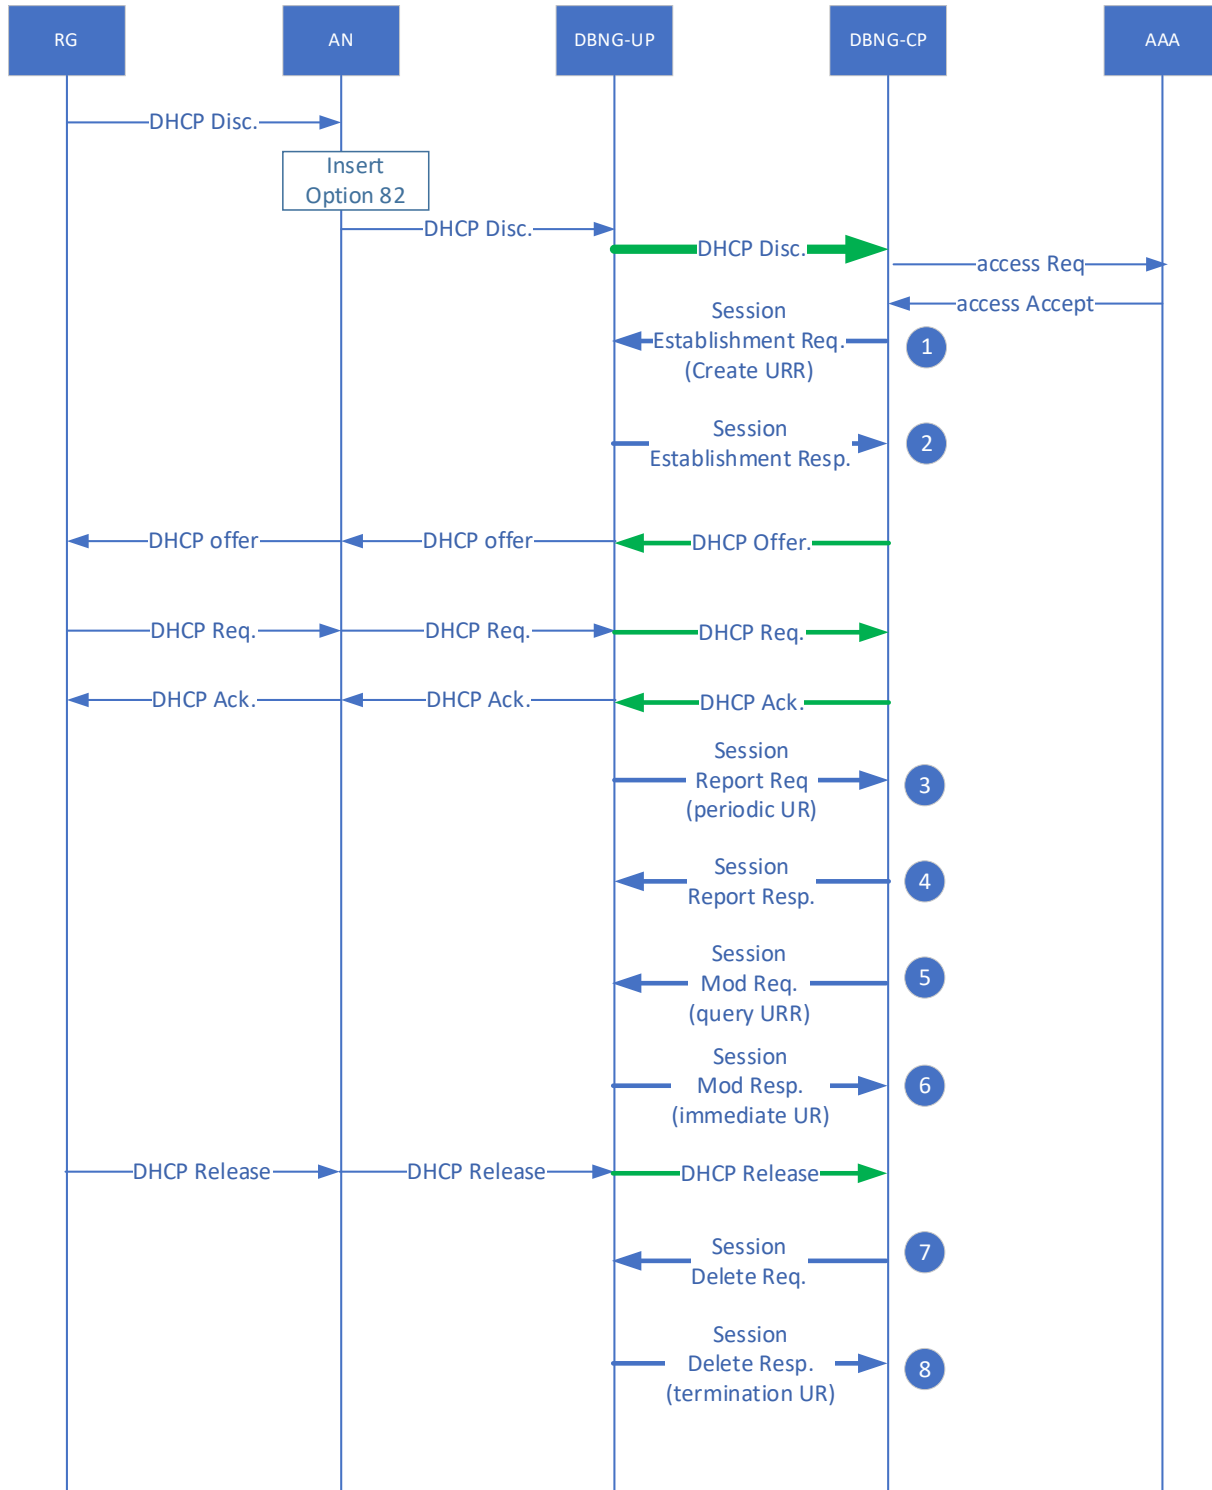 RG
AN
DBNG-UP
DBNG-CP
AAA
DHCP Disc.
Insert
Option 82
DHCP Disc.
DHCP Disc.
access Req
access Accept
Session
Establishment Req.
(Create URR)
1
Session
Establishment Resp.
2
DHCP offer
DHCP offer
DHCP Offer.
DHCP Req.
DHCP Req.
DHCP Req.
DHCP Ack.
DHCP Ack.
DHCP Ack.
Session
Report Req
(periodic UR)
3
Session
Report Resp.
4
Session
Mod Req.
(query URR)
5
Session
Mod Resp.
(immediate UR)
6
DHCP Release
DHCP Release
DHCP Release
Session
Delete Req.
7
Session
Delete Resp.
(termination UR)
8